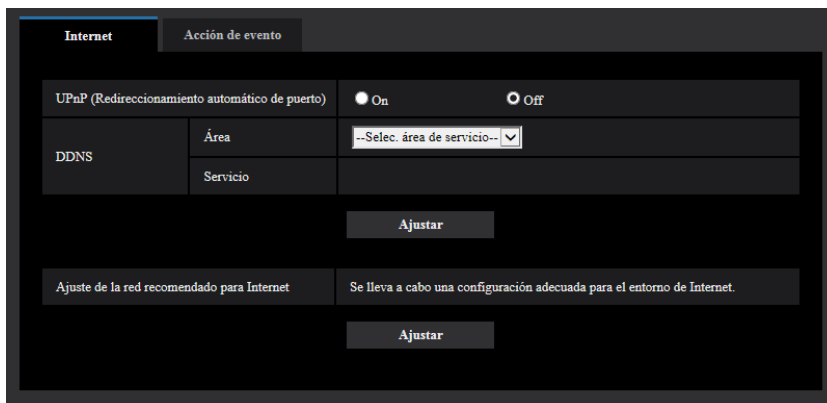 Internet Acción de evento
UPnP (Redireccionamiento automático de puerto) On Off
DDNS
Área --Selec. área de servicio--
Servicio
Ajustar
Ajuste de la red recomendado para Internet Se lleva a cabo una configuración adecuada para el entorno de Internet.
Ajustar